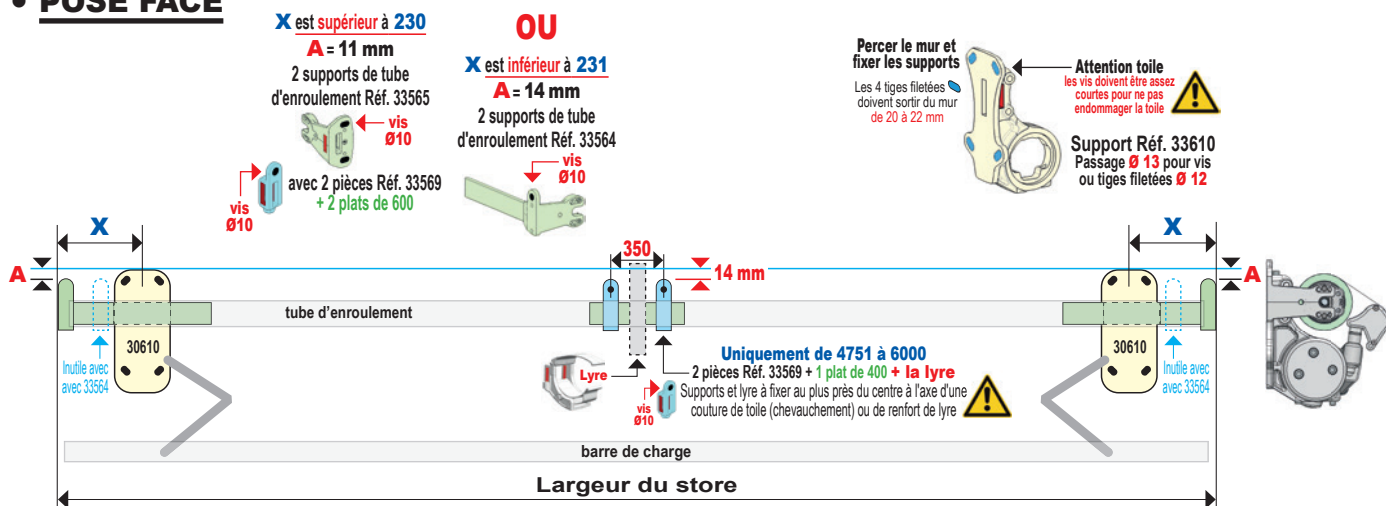 • POSE FACE
X est supérieur à 230
A = 11 mm
2 supports de tube
d'enroulement Réf. 33565
vis
Ø10
vis
Ø10
avec 2 pièces Réf. 33569
+ 2 plats de 600
OU
X est inférieur à 231
A = 14 mm
2 supports de tube
d'enroulement Réf. 33564
vis
Ø10
Percer le mur et
fixer les supports
Les 4 tiges filetées
doivent sortir du mur
de 20 à 22 mm
Attention toile
les vis doivent être assez
courtes pour ne pas
endommager la toile
Support Réf. 33610
Passage Ø 13 pour vis
ou tiges filetées Ø 12
X
X
A
350
14 mm
A
tube d'enroulement
30610
30610
Inutile avec
avec 33564
Inutile avec
avec 33564
Lyre
Uniquement de 4751 à 6000
2 pièces Réf. 33569 + 1 plat de 400 + la lyre
vis
Ø10
Supports et lyre à fixer au plus près du centre à l'axe d'une
couture de toile (chevauchement) ou de renfort de lyre
barre de charge
Largeur du store